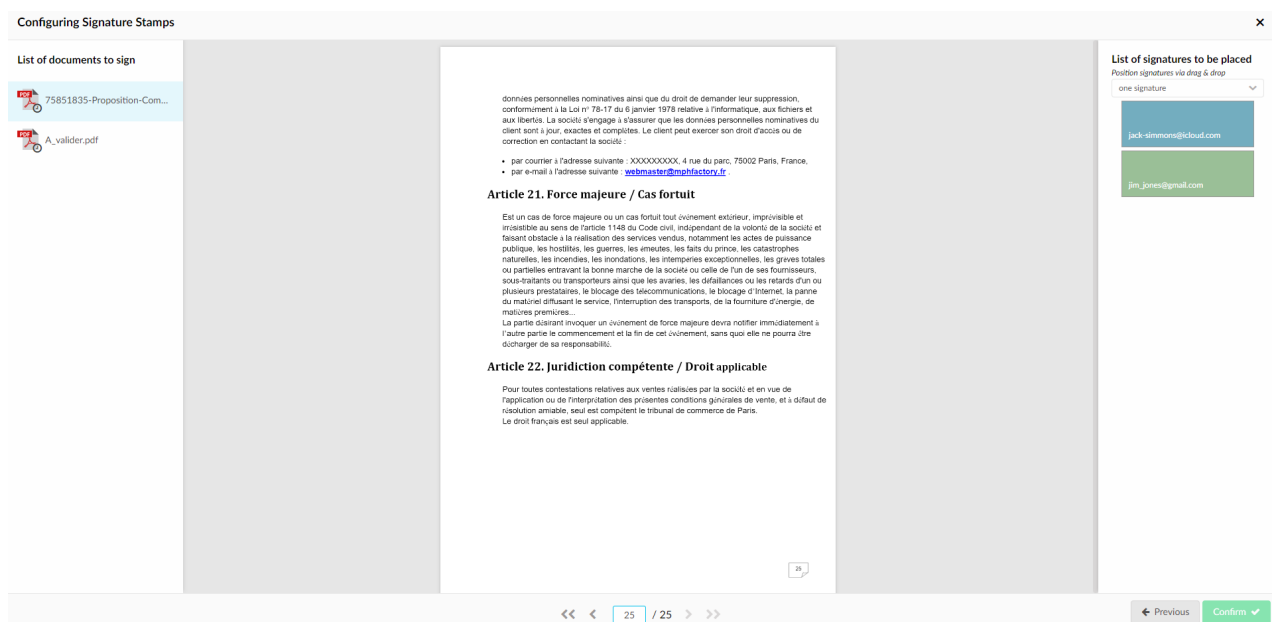 Configuring Signature Stamps
×
List of documents to sign
PDF
75851835-Proposition-Com...
PDF
A_valider.pdf
données personnelles nominatives ainsi que du droit de demander leur suppression,
conformément à la Loi n° 78-17 du 6 janvier 1978 relative à l'informatique, aux fichiers et
aux libertés. La société s'engage à s'assurer que les données personnelles nominatives du
client sont à jour, exactes et complètes. Le client peut exercer son droit d'accès ou de
correction en contactant la société :
• par courrier à l'adresse suivante : XXXXXXXXX, 4 rue du parc, 75002 Paris, France,
• par e-mail à l'adresse suivante : webmaster@mphfactory.fr .
Article 21. Force majeure / Cas fortuit
Est un cas de force majeure ou un cas fortuit tout événement extérieur, imprévisible et
irrésistible au sens de l'article 1148 du Code civil, indépendant de la volonté de la société et
faisant obstacle à la réalisation des services vendus, notamment les actes de puissance
publique, les hostilités, les guerres, les émeutes, les faits du prince, les catastrophes
naturelles, les incendies, les inondations, les intemperies exceptionnelles, les grèves totales
ou partielles entravant la bonne marche de la société ou celle de l'un de ses fournisseurs,
sous-traitants ou transporteurs ainsi que les avaries, les défaillances ou les retards d'un ou
plusieurs prestataires, le blocage des télécommunications, le blocage d'Internet, la panne
du matériel diffusant le service, l'interruption des transports, de la fourniture d'énergie, de
matières premières...
La partie désirant invoquer un événement de force majeure devra notifier immédiatement à
l'autre partie le commencement et la fin de cet événement, sans quoi elle ne pourra être
décharger de sa responsabilité.
Article 22. Juridiction compétente / Droit applicable
Pour toutes contestations relatives aux ventes réalisées par la société et en vue de
l'application ou de l'interprétation des présentes conditions générales de vente, et à défaut de
résolution amiable, seul est compétent le tribunal de commerce de Paris.
Le droit français est seul applicable.
25
List of signatures to be placed
Position signatures via drag & drop
one signature
jack-simmons@icloud.com
jim_jones@gmail.com
25 / 25
Previous
Confirm